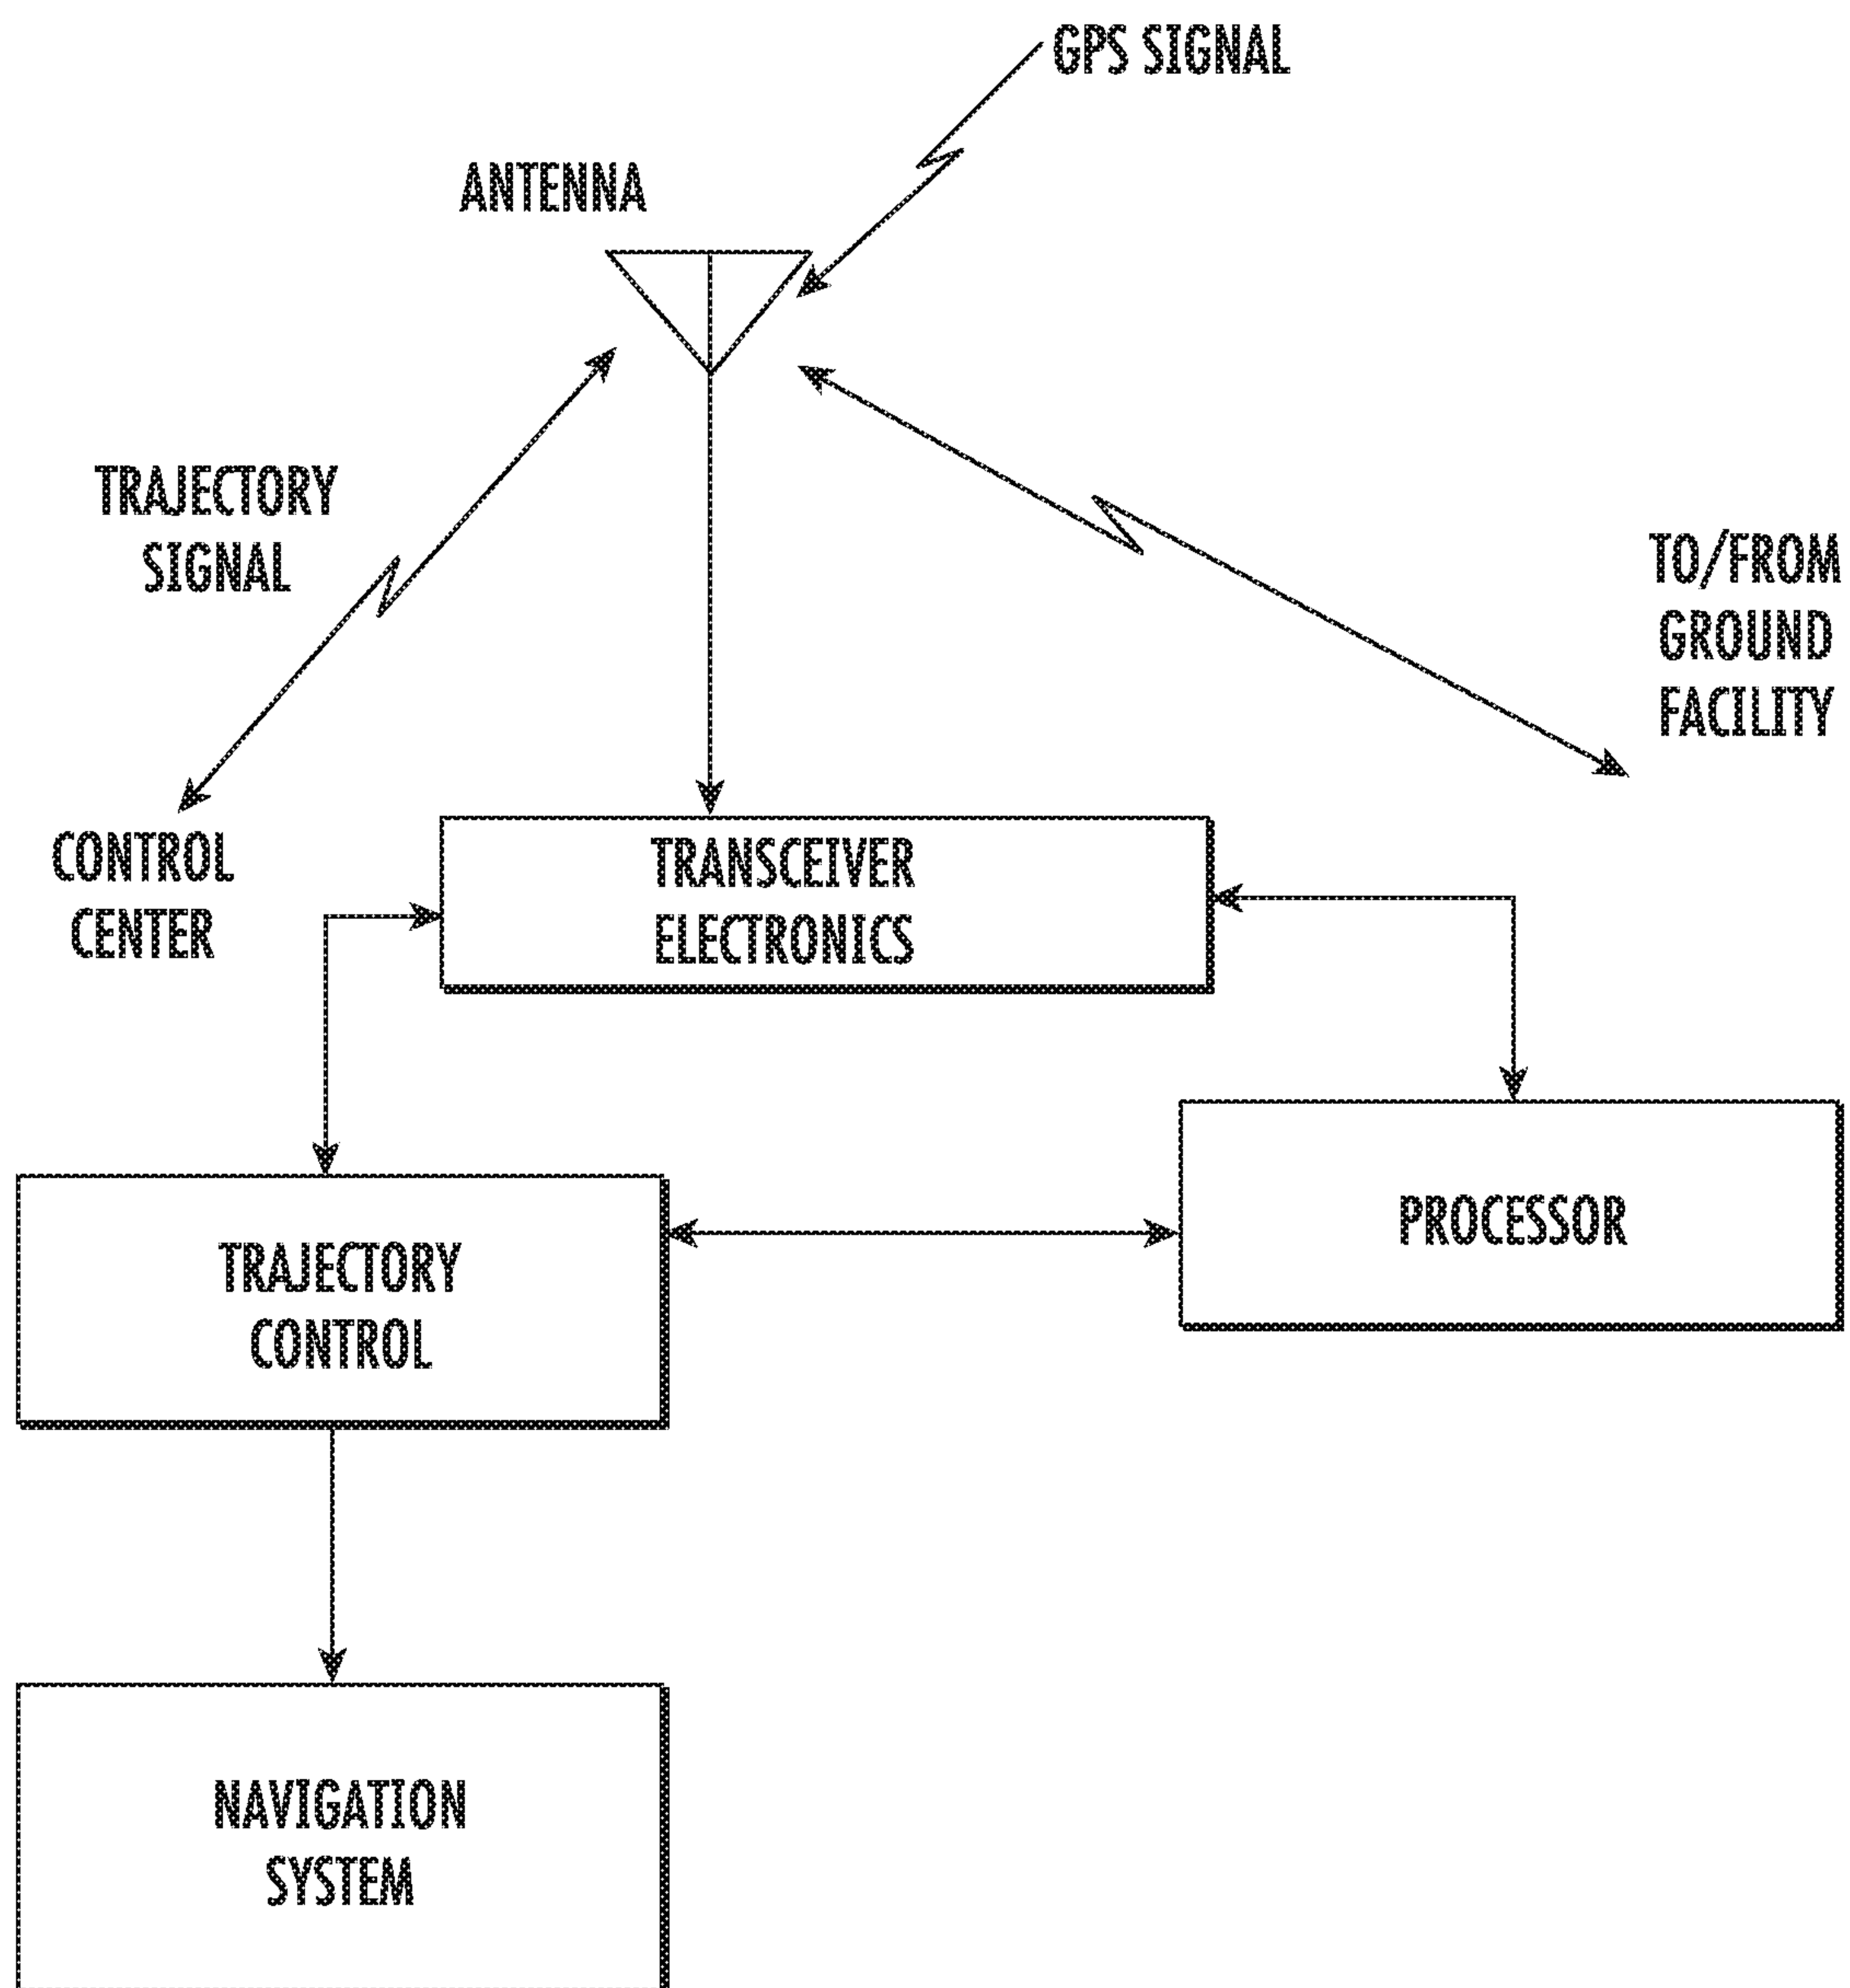 GPS SIGNAL
ANTENNA
TRAJECTORY
SIGNAL
TO/FROM
GROUND
FACILITY
CONTROL
CENTER
TRANSCEIVER
ELECTRONICS
PROCESSOR
TRAJECTORY
CONTROL
NAVIGATION
SYSTEM